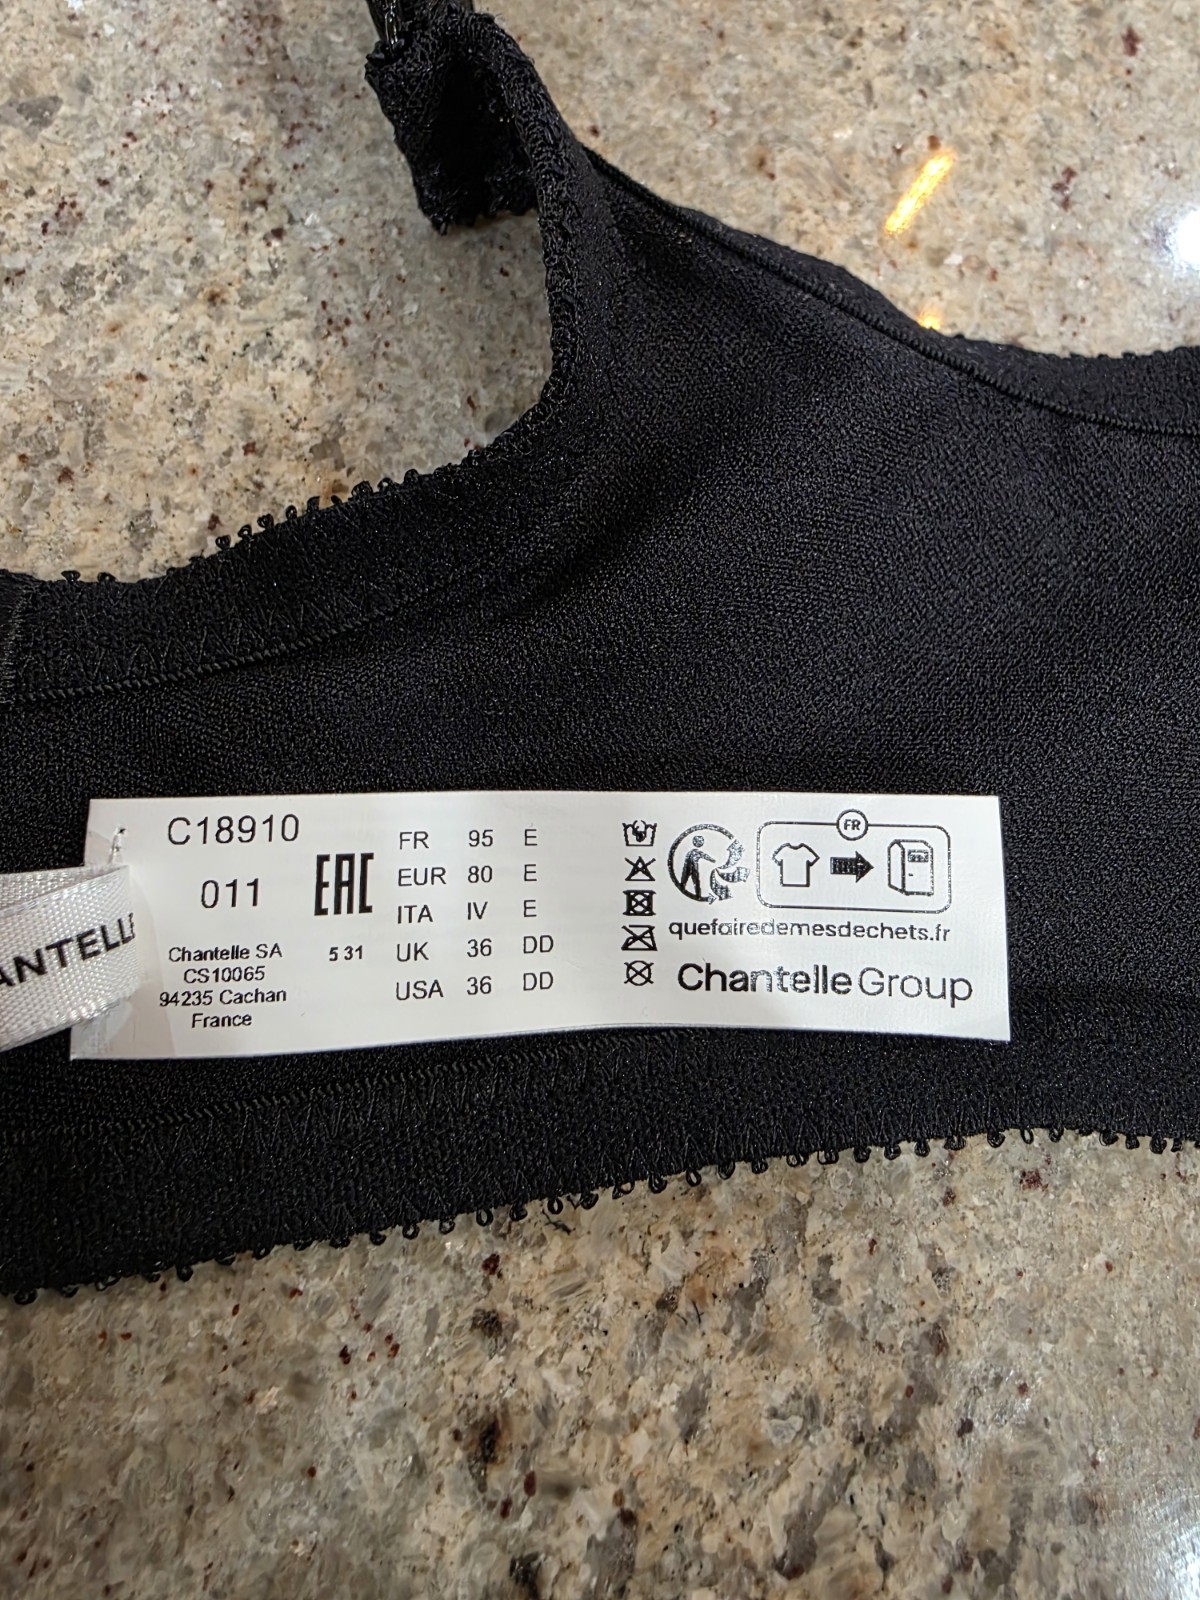 C18910
011
EAC
Chantelle SA
CS10065
94235 Cachan
France
5 31
FR 95 E
EUR 80 E
ITA IV E
UK 36 DD
USA 36 DD
FR
quefairedemesdechets.fr
Chantelle Group
ANTELLE